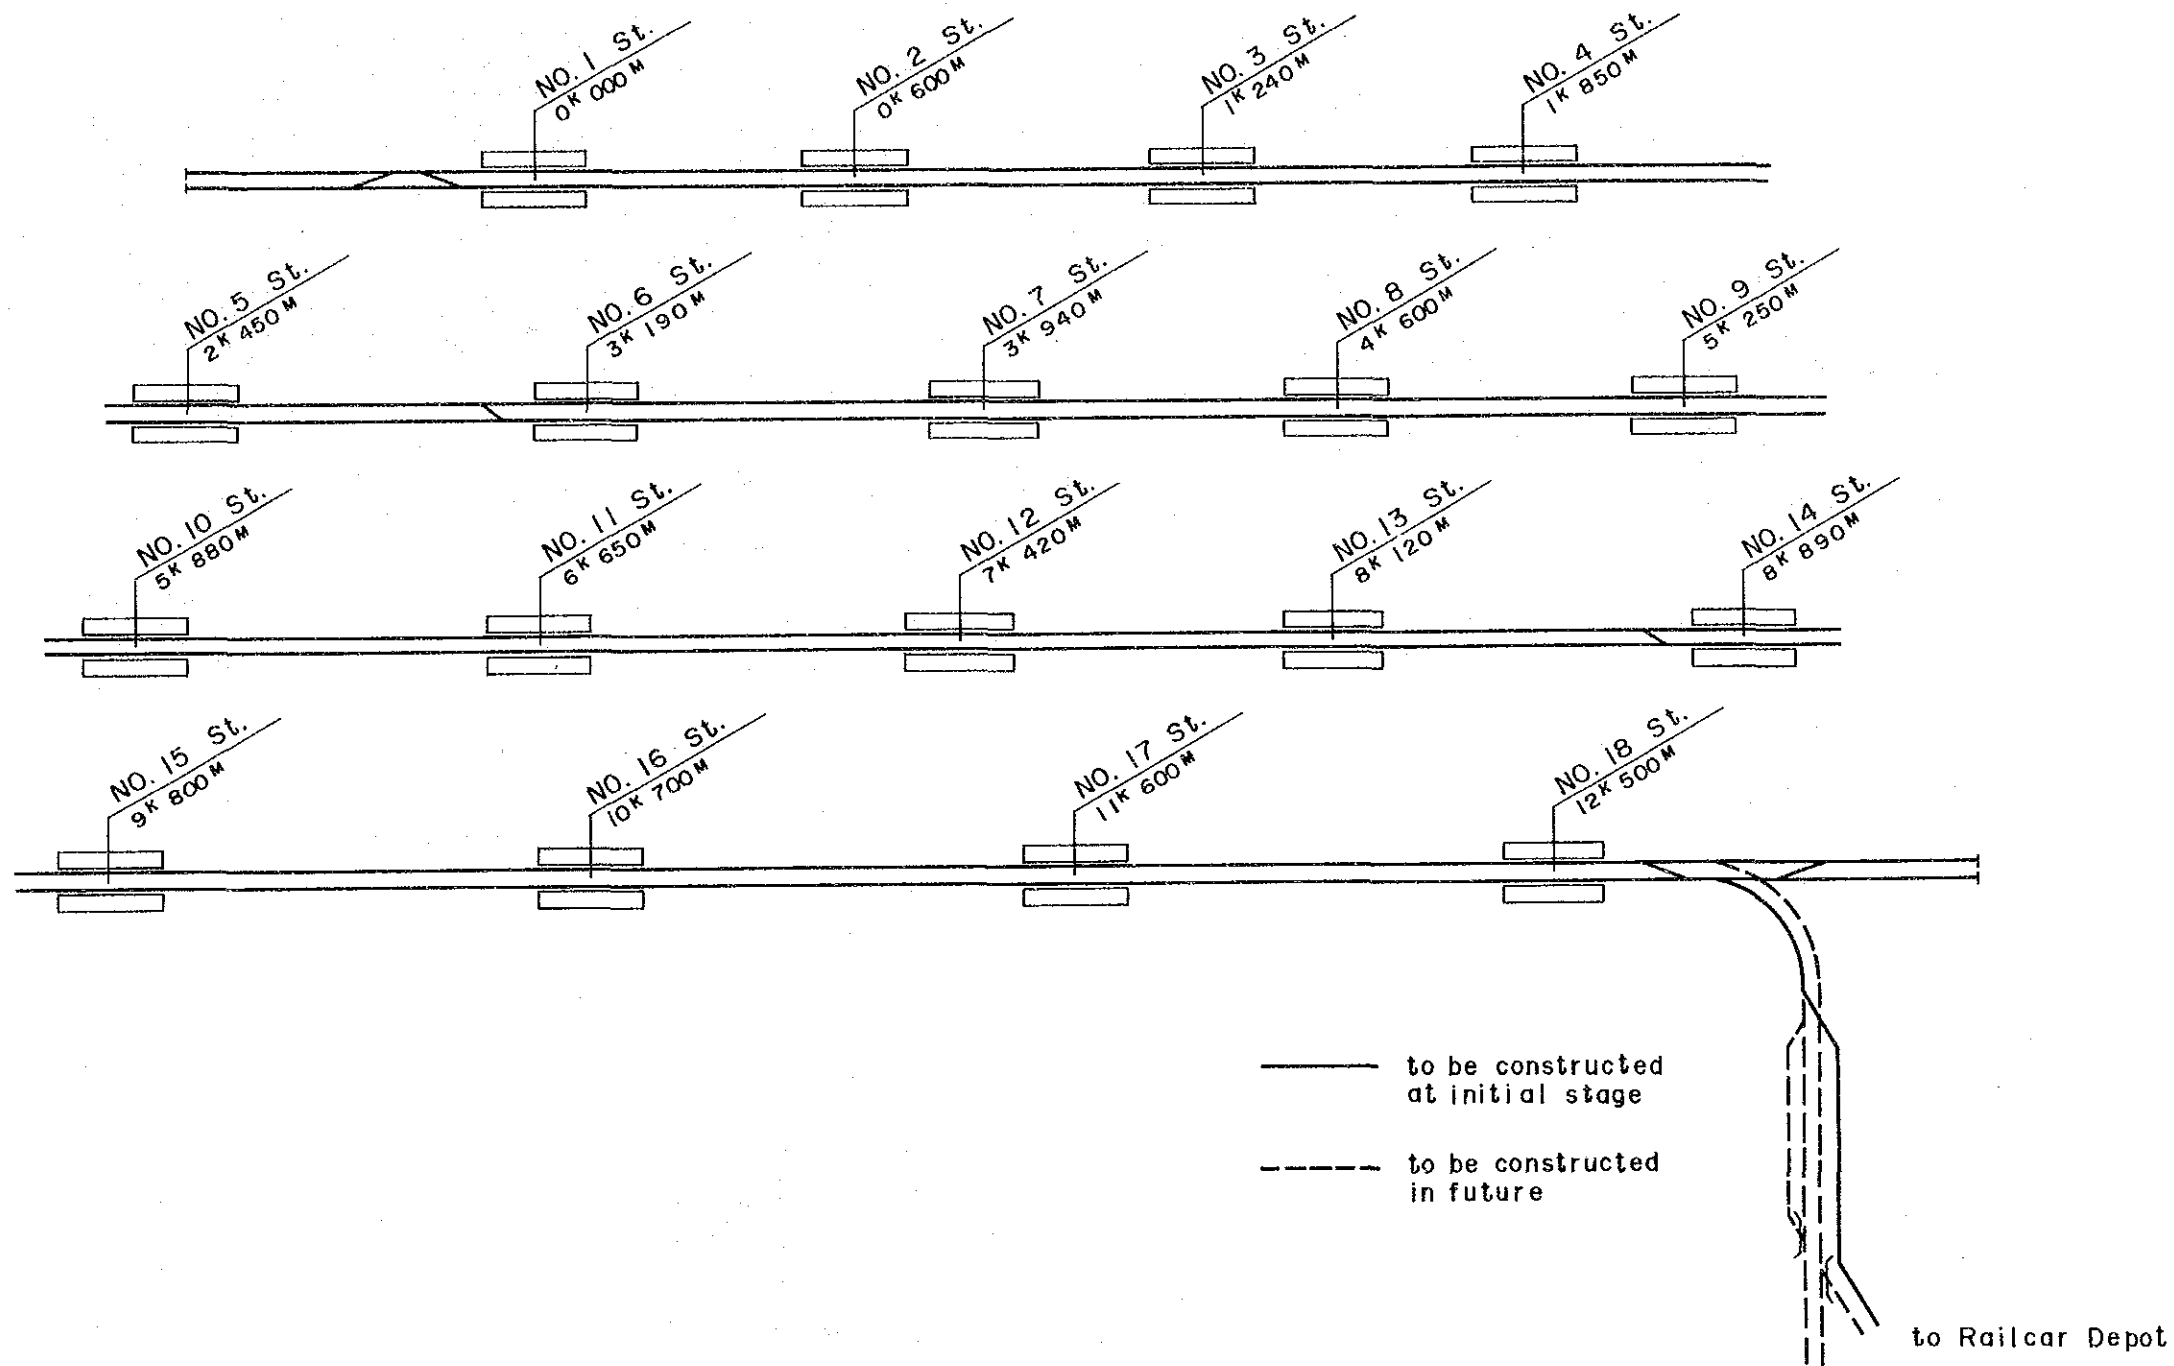 NO. 1 St.
0K 000M
NO. 2 St.
0K 600M
NO. 3 St.
1K 240M
NO. 4 St.
1K 850M
NO. 5 St.
2K 450M
NO. 6 St.
3K 190M
NO. 7 St.
3K 940M
NO. 8 St.
4K 600M
NO. 9 St.
5K 250M
NO. 10 St.
5K 880M
NO. 11 St.
6K 650M
NO. 12 St.
7K 420M
NO. 13 St.
8K 120M
NO. 14 St.
8K 890M
NO. 15 St.
9K 800M
NO. 16 St.
10K 700M
NO. 17 St.
11K 600M
NO. 18 St.
12K 500M
to be constructed
at initial stage
to be constructed
in future
to Railcar Depot